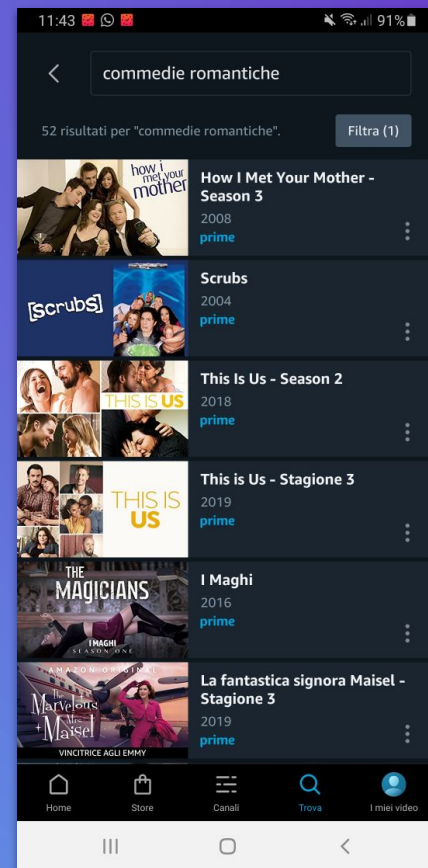 11:43
91%
commedie romantiche
52 risultati per "commedie romantiche".
Filtra (1)
how i
met your
mother
How I Met Your Mother -
Season 3
2008
prime
[scrubs]
Scrubs
2004
prime
THIS IS US
This Is Us - Season 2
2018
prime
THIS IS
US
This is Us - Stagione 3
2019
prime
THE
MAGICIANS
I MAGHI
SEASON ONE
I Maghi
2016
prime
AMAZON ORIGINAL
The
Marvelous
Mrs.
Maisel
VINCITRICE AGLI EMMY
La fantastica signora Maisel -
Stagione 3
2019
prime
Home
Store
Canali
Trova
I miei video